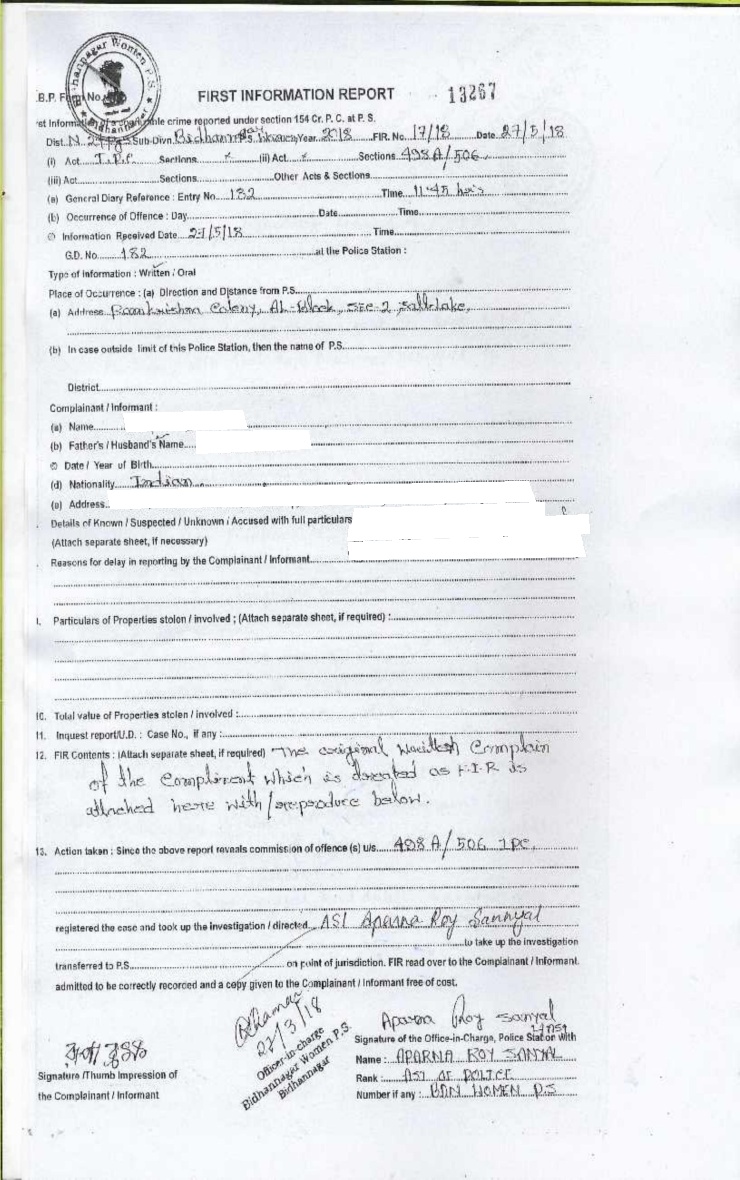 Bidhannagar Women P.S.
Bidhannagar
B.P. Form No.
FIRST INFORMATION REPORT
13267
st Information of a cognizable crime reported under section 154 Cr. P. C. at P. S.
Dist. N 24 Pgs Sub-Divn. Bidhannagar P.S. Women Year 2018 FIR. No. 17/18 Date 27/5/18
(i) Act I.P.C Sections × (ii) Act × Sections 498A/506
(iii) Act Sections Other Acts & Sections
(a) General Diary Reference : Entry No. 182 Time 11.45 hrs
(b) Occurrence of Offence : Day Date Time
© Information Received Date 27/5/18 Time
G.D. No. 182 at the Police Station :
Type of Information : Written / Oral
Place of Occurrence : (a) Direction and Distance from P.S.
(a) Address Ramkrishna Colony, AL-Block, SEC-2, Salt-lake,
(b) In case outside limit of this Police Station, then the name of P.S.
District
Complainant / Informant :
(a) Name
(b) Father's / Husband's Name
© Date / Year of Birth
(d) Nationality Indian
(e) Address
Details of Known / Suspected / Unknown / Accused with full particulars
(Attach separate sheet, if necessary)
Reasons for delay in reporting by the Complainant / Informant
Particulars of Properties stolen / involved ; (Attach separate sheet, if required) :
10. Total value of Properties stolen / involved :
11. Inquest report/U.D. : Case No., if any :
12. FIR Contents : (Attach separate sheet, if required) The original written Complain
of the Complinent which is treated as F.I.R is
attached here with/reproduce below.
13. Action taken : Since the above report reveals commission of offence (s) u/s. 498A/506 IPC,
registered the case and took up the investigation / directed ASI Aparna Roy Sannyal
to take up the investigation
transferred to P.S. on point of jurisdiction. FIR read over to the Complainant / Informant.
admitted to be correctly recorded and a copy given to the Complainant / Informant free of cost.
Officer-in-charge
Bidhannagar Women P.S.
Bidhannagar
Aparna Roy Sanyal
Signature of the Office-in-Charge, Police Station with
Name : APARNA ROY SANYAL
Rank : ASI OF POLICE
Number if any : BDN WOMEN P.S
Signature /Thumb Impression of
the Complainant / Informant